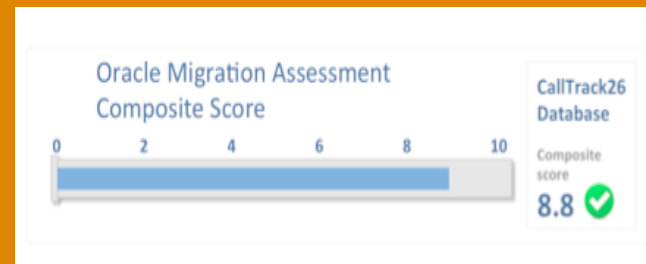 Oracle Migration Assessment
Composite Score
0 2 4 6 8 10
CallTrack26
Database
Composite
score
8.8